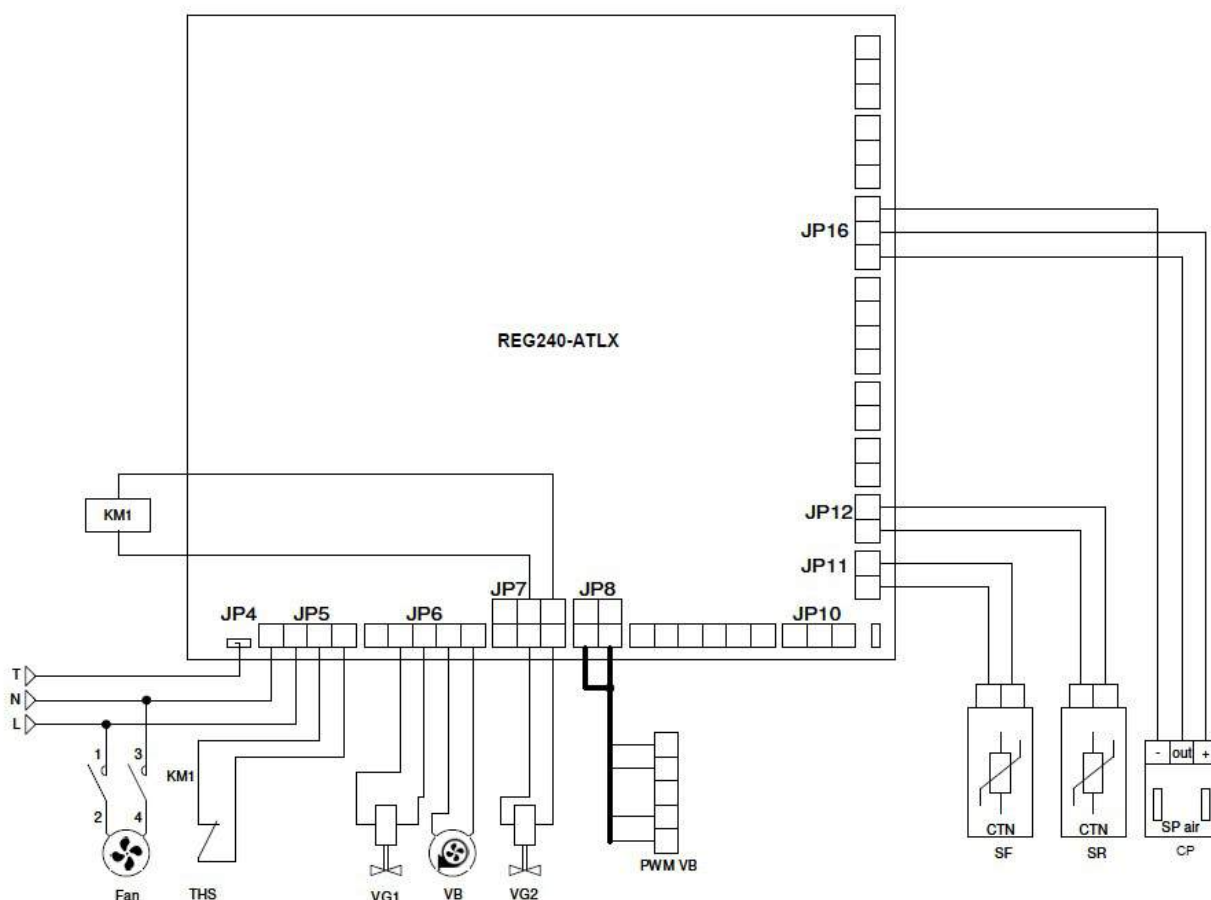 JP16
REG240-ATLX
KM1
JP12
JP11
JP7
JP8
JP4
JP5
JP6
JP10
T
N
L
1
3
KM1
2
4
- out +
CTN
CTN
SP air
SF
SR
CP
PWM VB
Fan
THS
VG1
VB
VG2